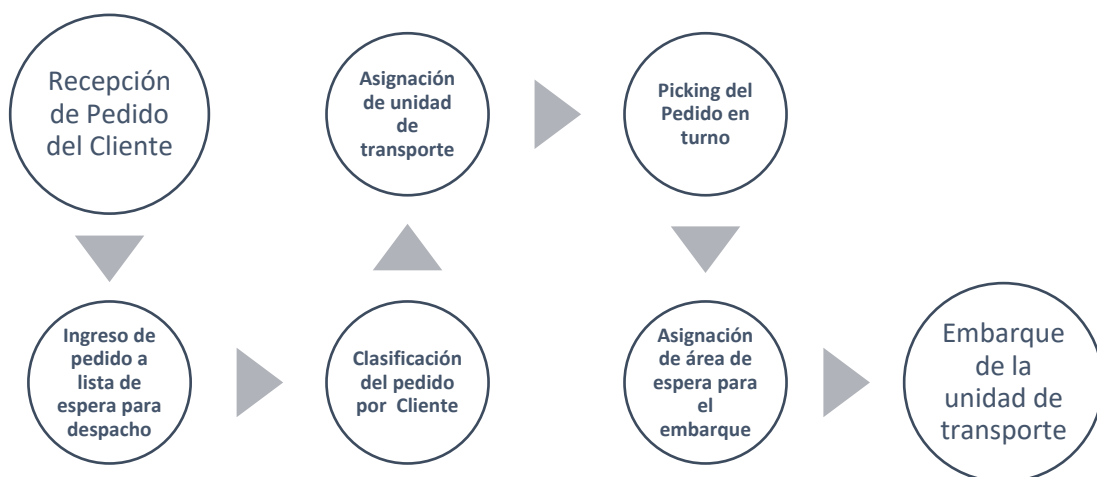 Recepción
de Pedido
del Cliente
Ingreso de
pedido a
lista de
espera para
despacho
Clasificación
del pedido
por Cliente
Asignación
de unidad
de
transporte
Picking del
Pedido en
turno
Asignación
de área de
espera para
el
embarque
Embarque
de la
unidad de
transporte